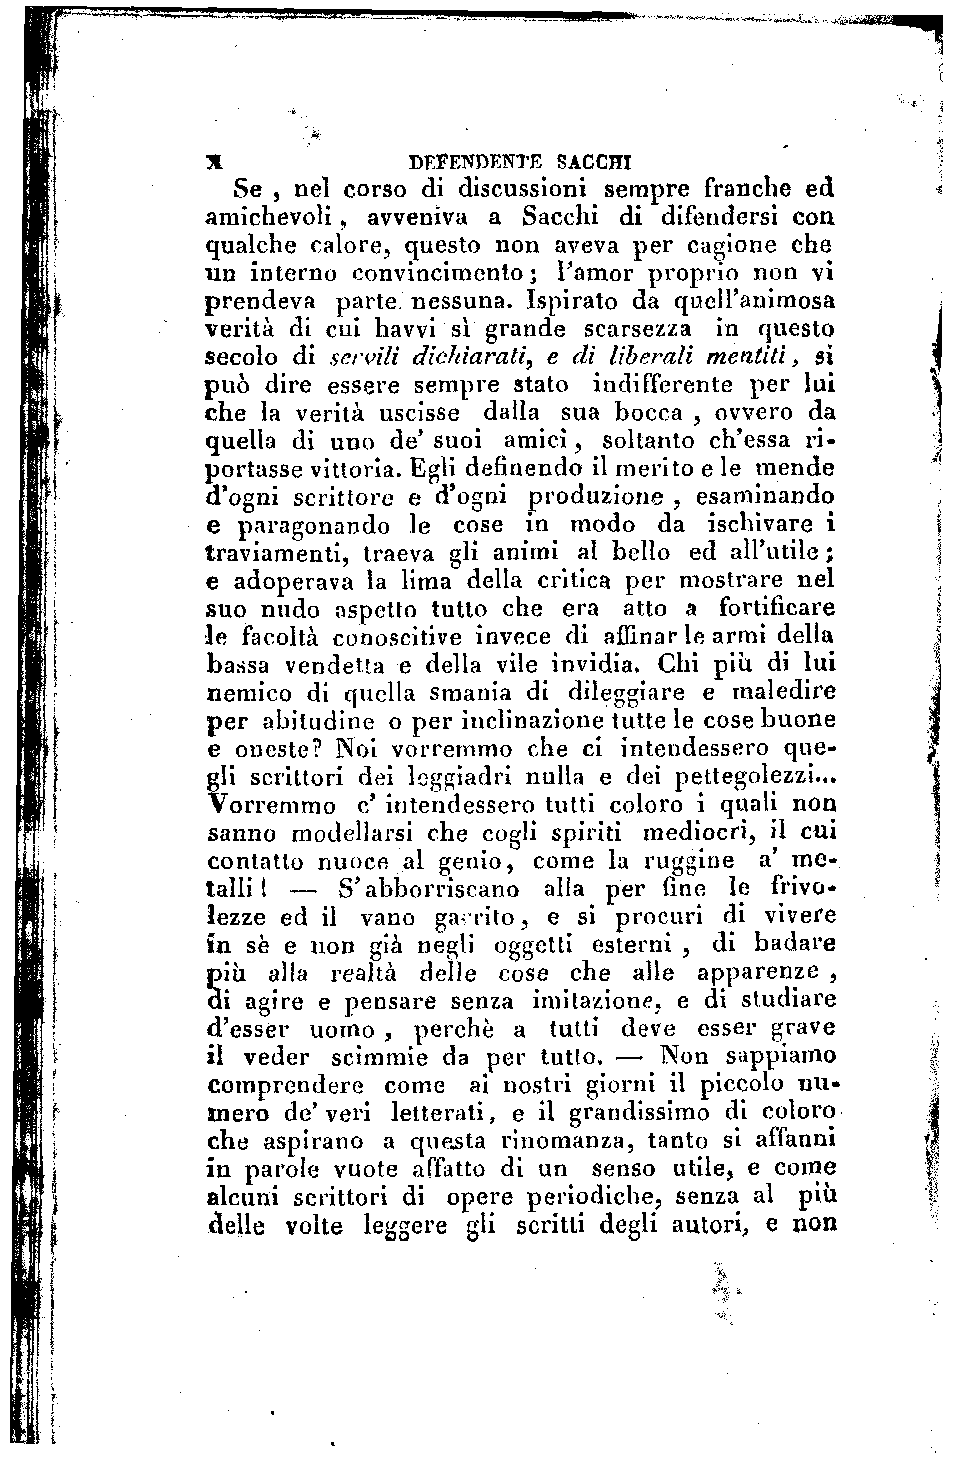 X DEFENDENTE SACCHI
Se , nel corso di discussioni sempre franche ed
amichevoli , avveniva a Sacchi di difendersi con
qualche calore, questo non aveva per cagione che
un interno convincimento ; l'amor proprio non vi
prendeva parte nessuna. Ispirato da quell'animosa
verità di cui havvi sì grande scarsezza in questo
secolo di servili dichiarati, e di liberali mentiti , si
può dire essere sempre stato indifferente per lui
che la verità uscisse dalla sua bocca , ovvero da
quella di uno de' suoi amici , soltanto ch'essa ri-
portasse vittoria. Egli definendo il merito e le mende
d'ogni scrittore e d'ogni produzione , esaminando
e paragonando le cose in modo da ischivare i
traviamenti, traeva gli animi al bello ed all'utile ;
e adoperava la lima della critica per mostrare nel
suo nudo aspetto tutto che era atto a fortificare
le facoltà conoscitive invece di affinar le armi della
bassa vendetta e della vile invidia. Chi più di lui
nemico di quella smania di dileggiare e maledire
per abitudine o per inclinazione tutte le cose buone
e oneste? Noi vorremmo che ci intendessero que-
gli scrittori dei leggiadri nulla e dei pettegolezzi...
Vorremmo c' intendessero tutti coloro i quali non
sanno modellarsi che cogli spiriti mediocri, il cui
contatto nuoce al genio, come la ruggine a' me-
talli ! — S'abborriscano alla per fine le frivo-
lezze ed il vano garrito, e si procuri di vivere
in sè e non già negli oggetti esterni , di badare
più alla realtà delle cose che alle apparenze ,
di agire e pensare senza imitazione, e di studiare
d'esser uomo , perchè a tutti deve esser grave
il veder scimmie da per tutto. — Non sappiamo
comprendere come ai nostri giorni il piccolo nu-
mero de' veri letterati, e il grandissimo di coloro
che aspirano a questa rinomanza, tanto si affanni
in parole vuote affatto di un senso utile, e come
alcuni scrittori di opere periodiche, senza al più
delle volte leggere gli scritti degli autori, e non